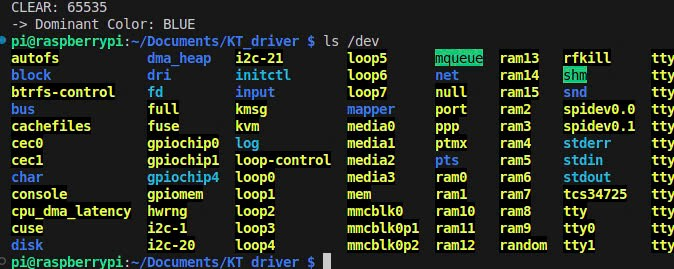 CLEAR: 65535
-> Dominant Color: BLUE
pi@raspberrypi:~/Documents/KT_driver $ ls /dev
autofs dma_heap i2c-21 loop5 mqueue ram13 rfkill tty
block dri initctl loop6 net ram14 shm tty
btrfs-control fd input loop7 null ram15 snd tty
bus full kmsg mapper port ram2 spidev0.0 tty
cachefiles fuse kvm media0 ppp ram3 spidev0.1 tty
cec0 gpiochip0 log media1 ptmx ram4 stderr tty
cec1 gpiochip1 loop-control media2 pts ram5 stdin tty
char gpiochip4 loop0 media3 ram0 ram6 stdout tty
console gpiomem loop1 mem ram1 ram7 tcs34725 tty
cpu_dma_latency hwrng loop2 mmcblk0 ram10 ram8 tty tty
cuse i2c-1 loop3 mmcblk0p1 ram11 ram9 tty0 tty
disk i2c-20 loop4 mmcblk0p2 ram12 random tty1 tty
pi@raspberrypi:~/Documents/KT_driver $